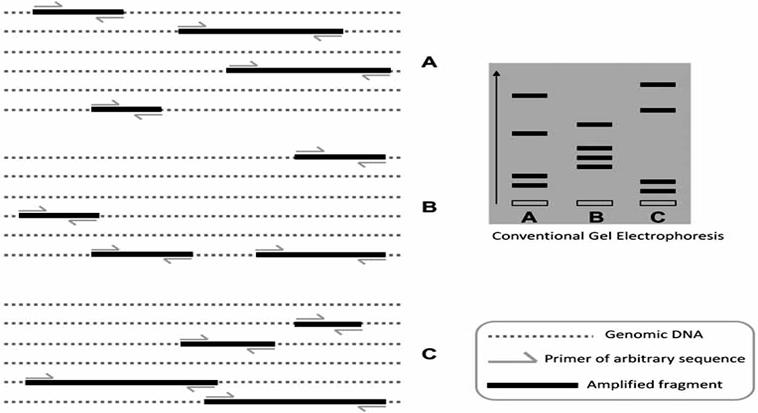 A
B
C
A B C
Conventional Gel Electrophoresis
Genomic DNA
Primer of arbitrary sequence
Amplified fragment